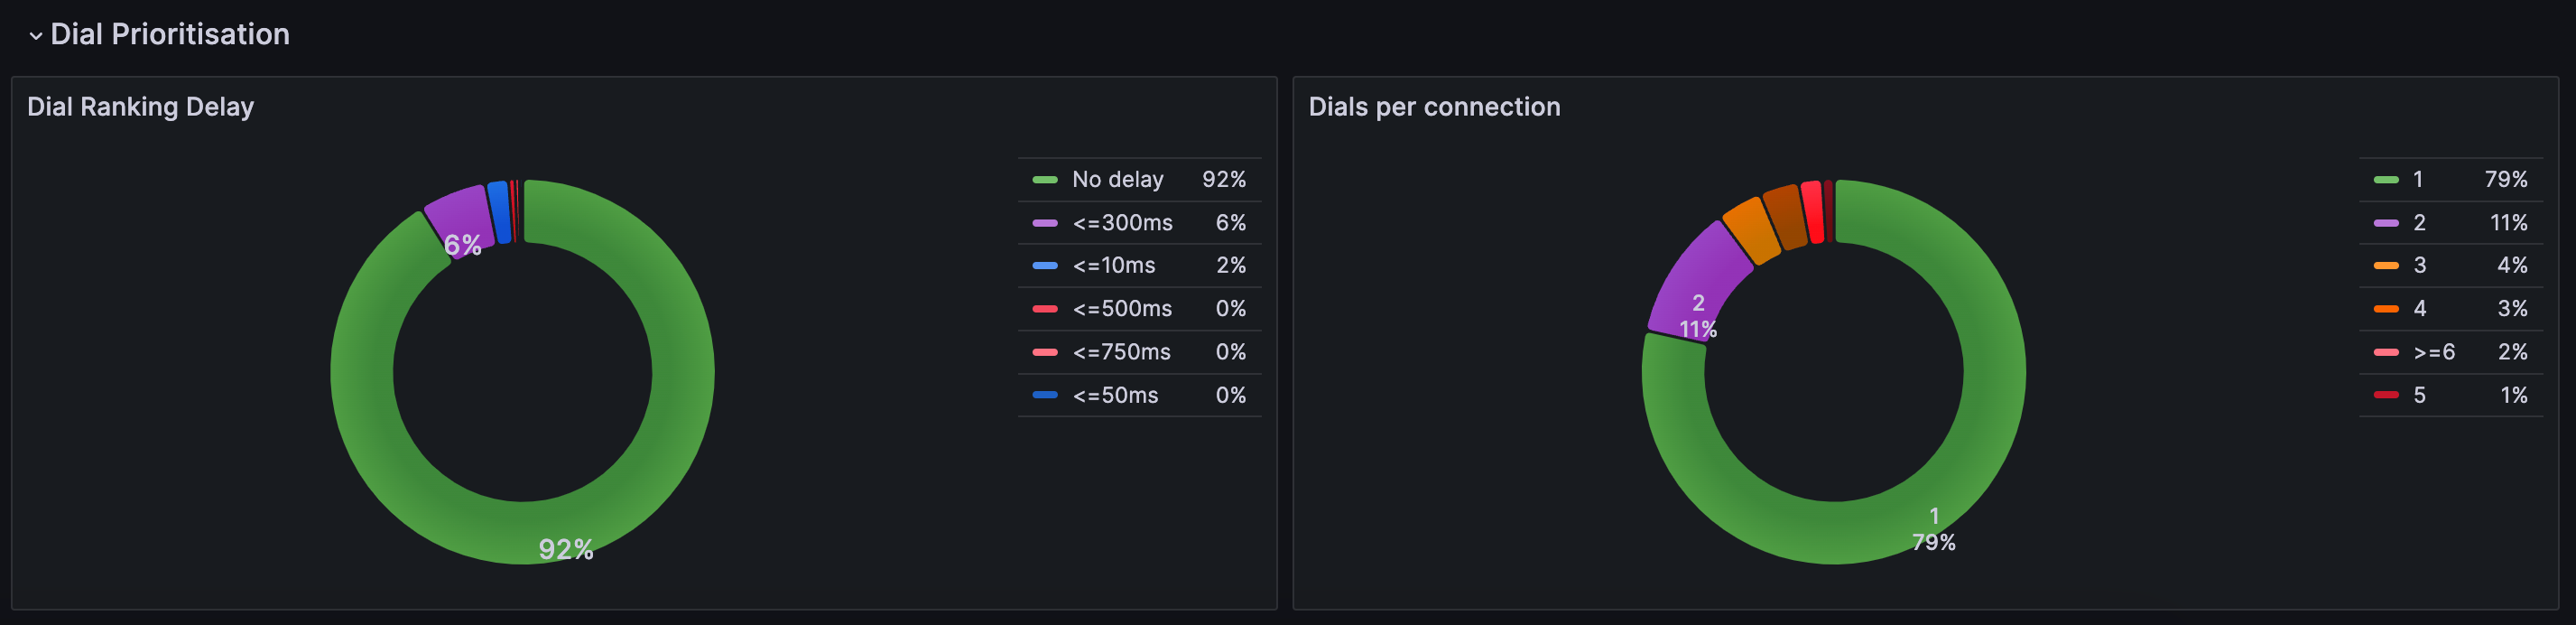 Dial Prioritisation
Dial Ranking Delay
6%
92%
No delay 92%
<=300ms 6%
<=10ms 2%
<=500ms 0%
<=750ms 0%
<=50ms 0%
Dials per connection
2
11%
1
79%
1 79%
2 11%
3 4%
4 3%
>=6 2%
5 1%